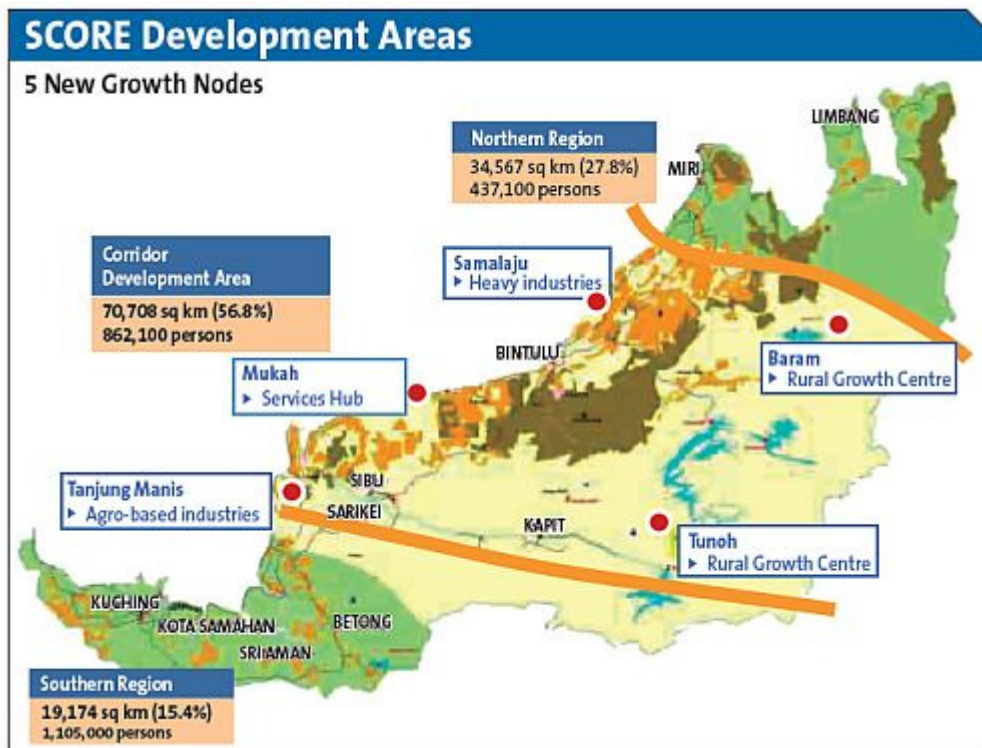 SCORE Development Areas
5 New Growth Nodes
LIMBANG
Northern Region
34,567 sq km (27.8%)
437,100 persons
MIRI
Corridor
Development Area
70,708 sq km (56.8%)
862,100 persons
Samalaju
▸ Heavy industries
BINTULU
Baram
▸ Rural Growth Centre
Mukah
▸ Services Hub
Tanjung Manis
▸ Agro-based industries
SIBU
SARIKEI
KAPIT
Tunoh
▸ Rural Growth Centre
KUCHING
KOTA SAMAHAN
BETONG
SRI AMAN
Southern Region
19,174 sq km (15.4%)
1,105,000 persons